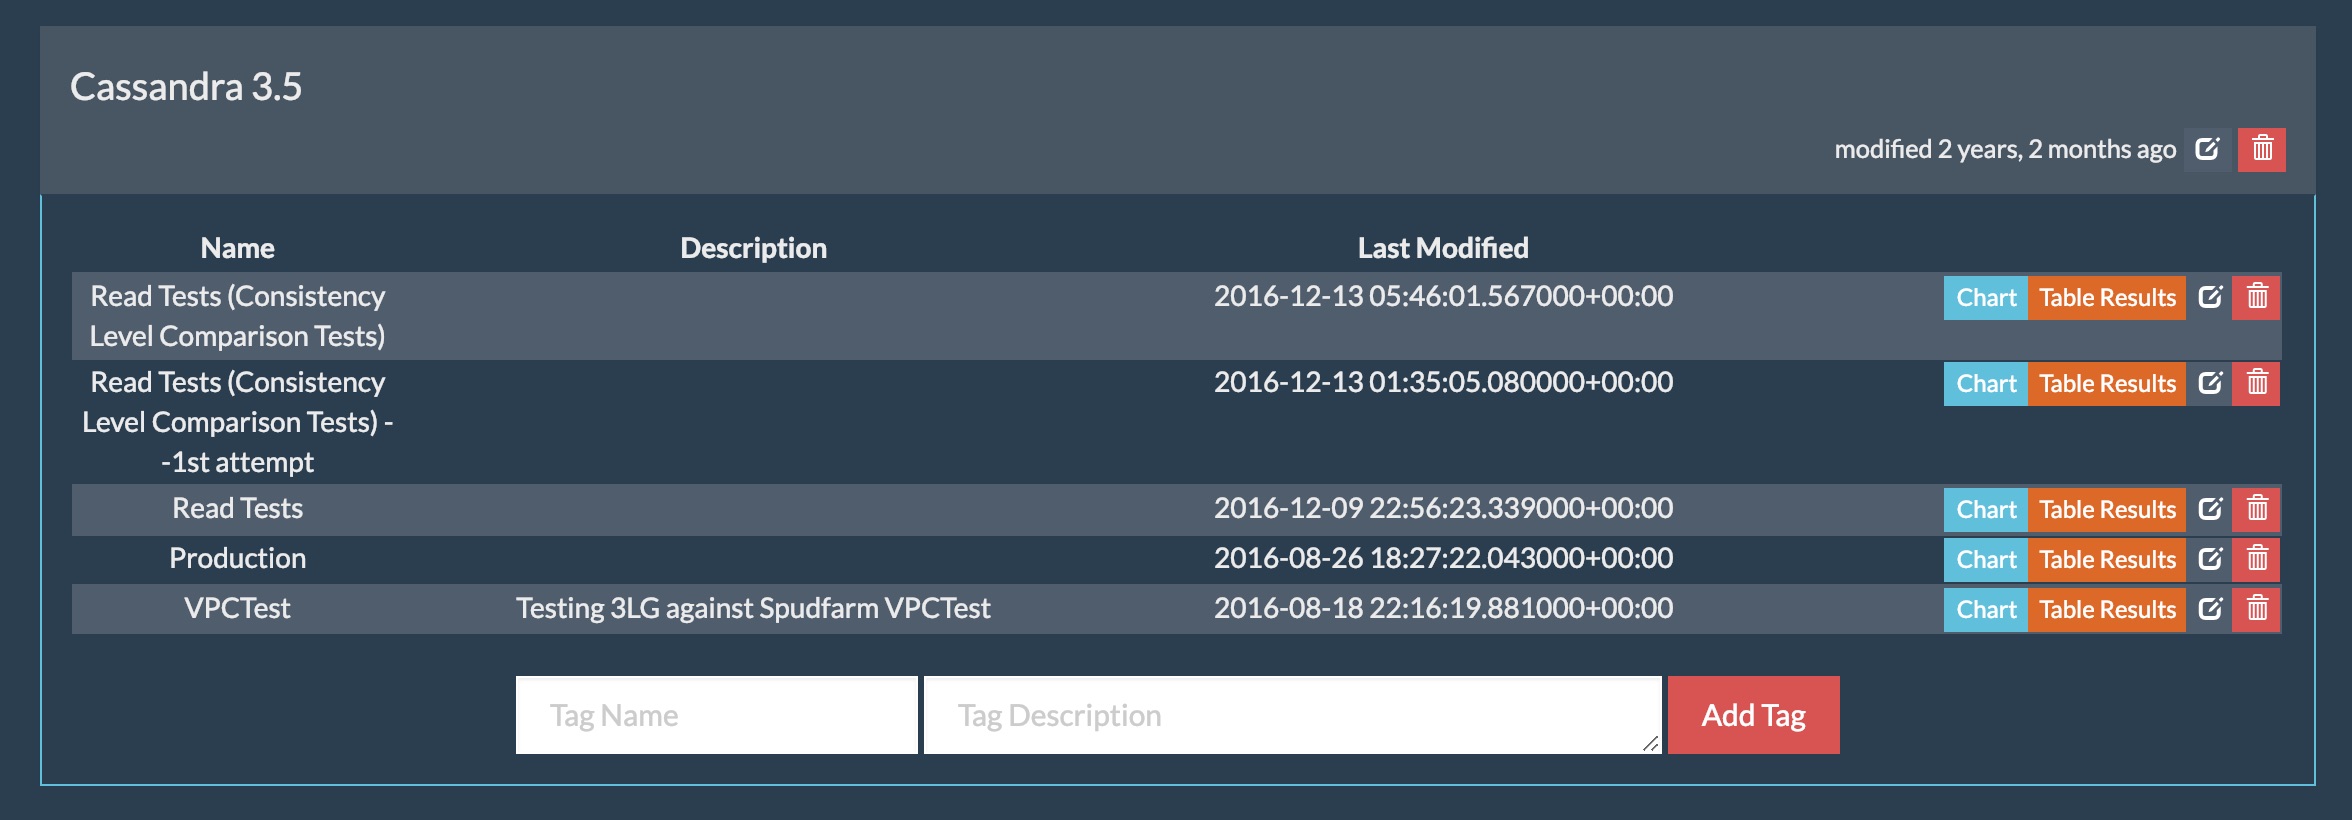 Cassandra 3.5
modified 2 years, 2 months ago
Name Description Last Modified
Read Tests (Consistency 2016-12-13 05:46:01.567000+00:00 Chart Table Results
Level Comparison Tests)
Read Tests (Consistency 2016-12-13 01:35:05.080000+00:00 Chart Table Results
Level Comparison Tests) -
-1st attempt
Read Tests 2016-12-09 22:56:23.339000+00:00 Chart Table Results
Production 2016-08-26 18:27:22.043000+00:00 Chart Table Results
VPCTest Testing 3LG against Spudfarm VPCTest 2016-08-18 22:16:19.881000+00:00 Chart Table Results
Tag Name Tag Description Add Tag